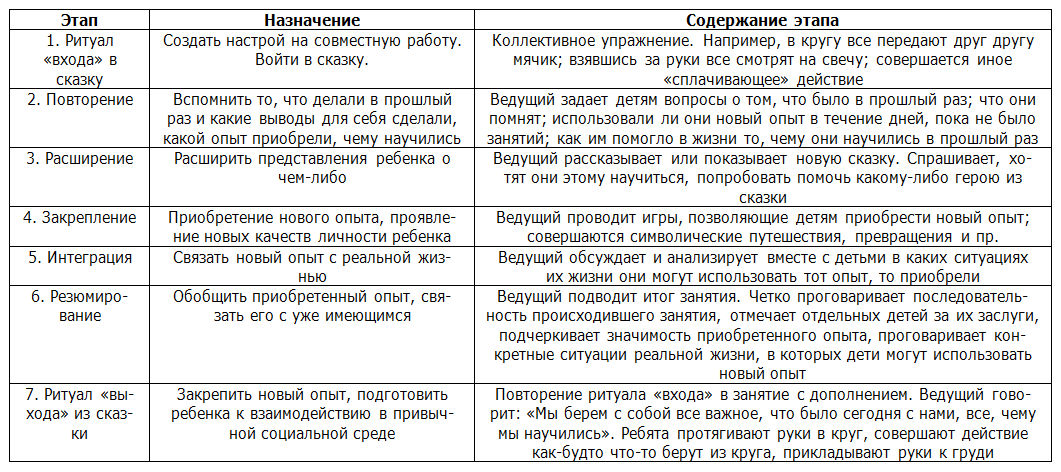 Этап Назначение Содержание этапа
1. Ритуал «входа» в сказку
Создать настрой на совместную работу. Войти в сказку.
Коллективное упражнение. Например, в кругу все передают друг другу мячик; взявшись за руки все смотрят на свечу; совершается иное «сплачивающее» действие
2. Повторение
Вспомнить то, что делали в прошлый раз и какие выводы для себя сделали, какой опыт приобрели, чему научились
Ведущий задает детям вопросы о том, что было в прошлый раз; что они помнят; использовали ли они новый опыт в течение дней, пока не было занятий; как им помогло в жизни то, чему они научились в прошлый раз
3. Расширение
Расширить представления ребенка о чем-либо
Ведущий рассказывает или показывает новую сказку. Спрашивает, хо-
тят они этому научиться, попробовать помочь какому-либо герою из сказки
4. Закрепление
Приобретение нового опыта, проявле-
ние новых качеств личности ребенка
Ведущий проводит игры, позволяющие детям приобрести новый опыт; совершаются символические путешествия, превращения и пр.
5. Интеграция
Связать новый опыт с реальной жиз-
нью
Ведущий обсуждает и анализирует вместе с детьми в каких ситуациях их жизни они могут использовать тот опыт, то приобрели
6. Резюмиро-
вание
Обобщить приобретенный опыт, свя-
зать его с уже имеющимся
Ведущий подводит итог занятия. Четко проговаривает последователь-
ность происходившего занятия, отмечает отдельных детей за их заслуги, подчеркивает значимость приобретенного опыта, проговаривает кон-
кретные ситуации реальной жизни, в которых дети могут использовать новый опыт
7. Ритуал «вы-
хода» из сказ-
ки
Закрепить новый опыт, подготовить ребенка к взаимодействию в привыч-
ной социальной среде
Повторение ритуала «входа» в занятие с дополнением. Ведущий гово-
рит: «Мы берем с собой все важное, что было сегодня с нами, все, чему мы научились». Ребята протягивают руки в круг, совершают действие как-будто что-то берут из круга, прикладывают руки к груди